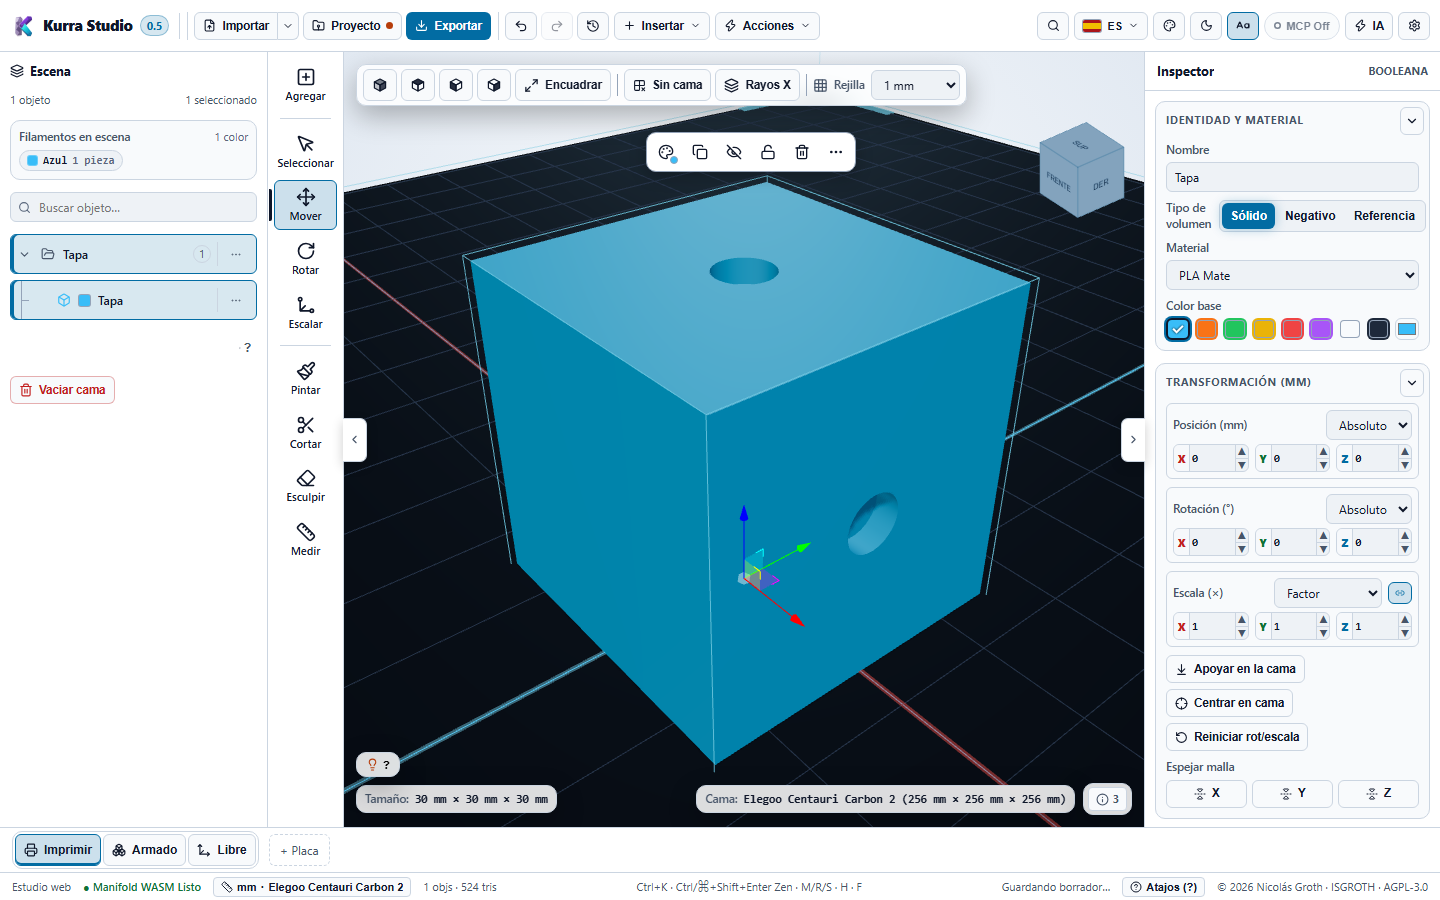 Kurra Studio 0.5
Importar
Proyecto
Exportar
Insertar
Acciones
ES
MCP Off
IA
Escena
1 objeto 1 seleccionado
Filamentos en escena 1 color
Azul 1 pieza
Buscar objeto...
Tapa 1
Tapa
· ?
Vaciar cama
Agregar
Seleccionar
Mover
Rotar
Escalar
Pintar
Cortar
Esculpir
Medir
Encuadrar
Sin cama
Rayos X
Rejilla
1 mm
SUP
FRENTE
DER
?
Tamaño: 30 mm × 30 mm × 30 mm
Cama: Elegoo Centauri Carbon 2 (256 mm × 256 mm × 256 mm)
3
Inspector BOOLEANA
IDENTIDAD Y MATERIAL
Nombre
Tapa
Tipo de
volumen
Sólido Negativo Referencia
Material
PLA Mate
Color base
TRANSFORMACIÓN (MM)
Posición (mm) Absoluto
X 0 Y 0 Z 0
Rotación (°) Absoluto
X 0 Y 0 Z 0
Escala (×) Factor
X 1 Y 1 Z 1
Apoyar en la cama
Centrar en cama
Reiniciar rot/escala
Espejar malla
X Y Z
Imprimir
Armado
Libre
+ Placa
Estudio web
Manifold WASM Listo
mm · Elegoo Centauri Carbon 2
1 objs · 524 tris
Ctrl+K · Ctrl/⌘+Shift+Enter Zen · M/R/S · H · F
Guardando borrador...
Atajos (?)
© 2026 Nicolás Groth · ISGROTH · AGPL-3.0